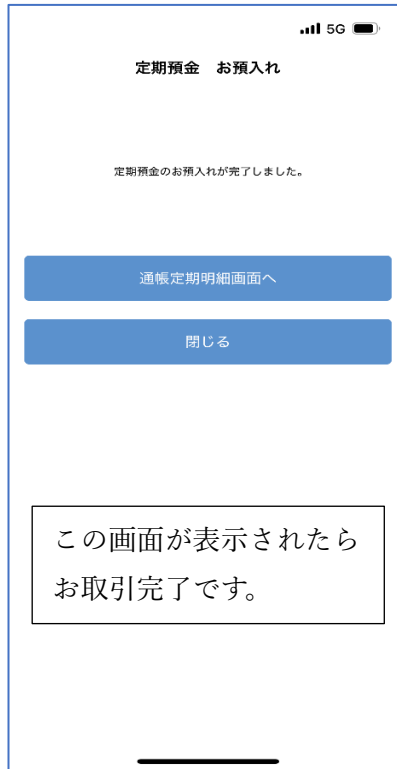 5G
定期預金　お預入れ
定期預金のお預入れが完了しました。
通帳定期明細画面へ
閉じる
この画面が表示されたら
お取引完了です。